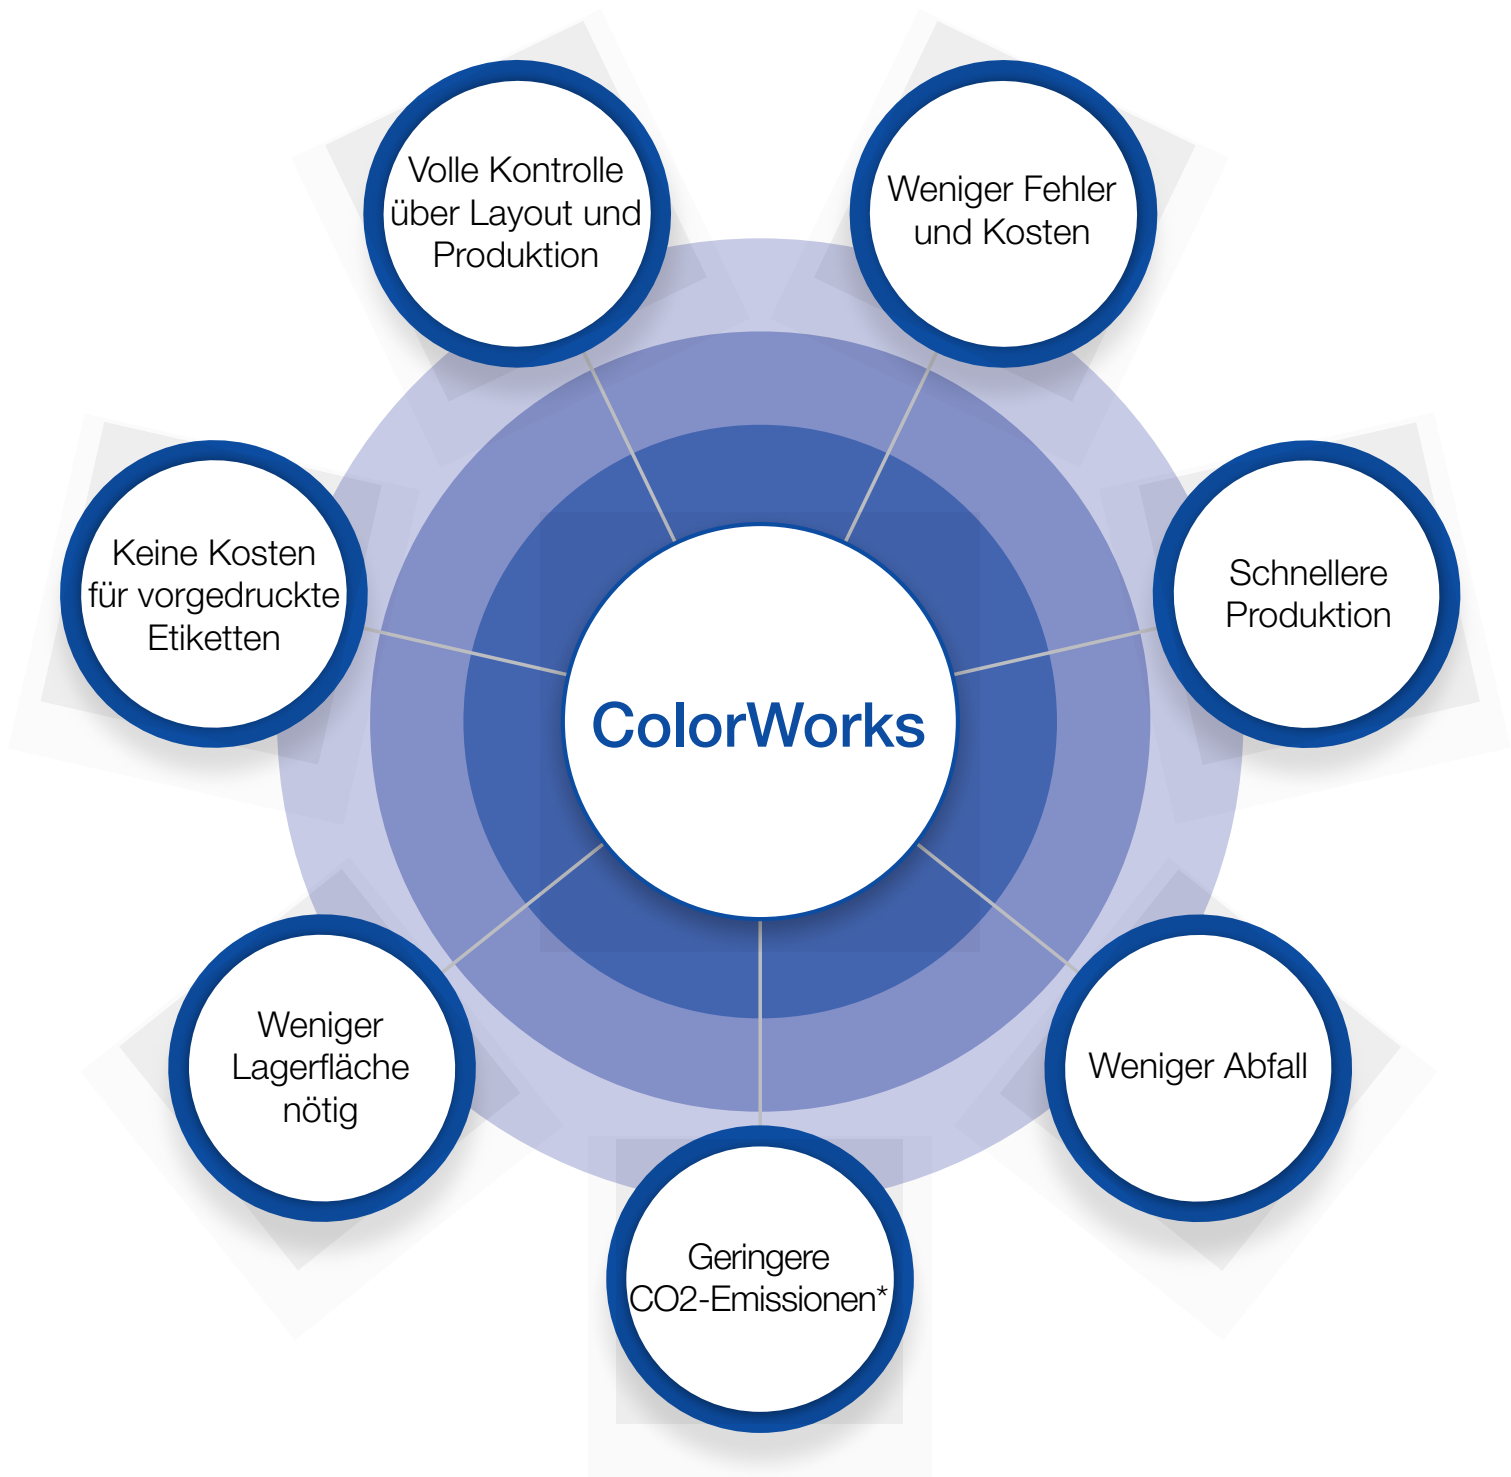 Volle Kontrolle
über Layout und
Produktion
Weniger Fehler
und Kosten
Keine Kosten
für vorgedruckte
Etiketten
Schnellere
Produktion
ColorWorks
Weniger
Lagerfläche
nötig
Weniger Abfall
Geringere
CO2-Emissionen*